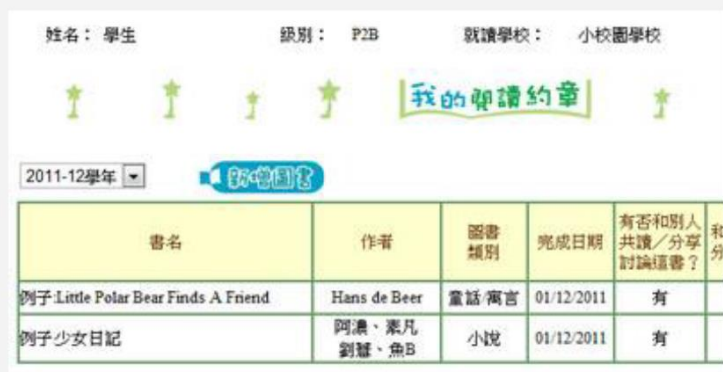 姓名： 學生 級別： P2B 就讀學校： 小校園學校
我的閱讀約章
2011-12學年 新增圖書
書名 作者 圖書類別 完成日期 有否和別人共讀／分享討論這書？ 和 分
例子:Little Polar Bear Finds A Friend Hans de Beer 童話/寓言 01/12/2011 有
例子少女日記 阿濃、素凡 劉慧、魚B 小說 01/12/2011 有